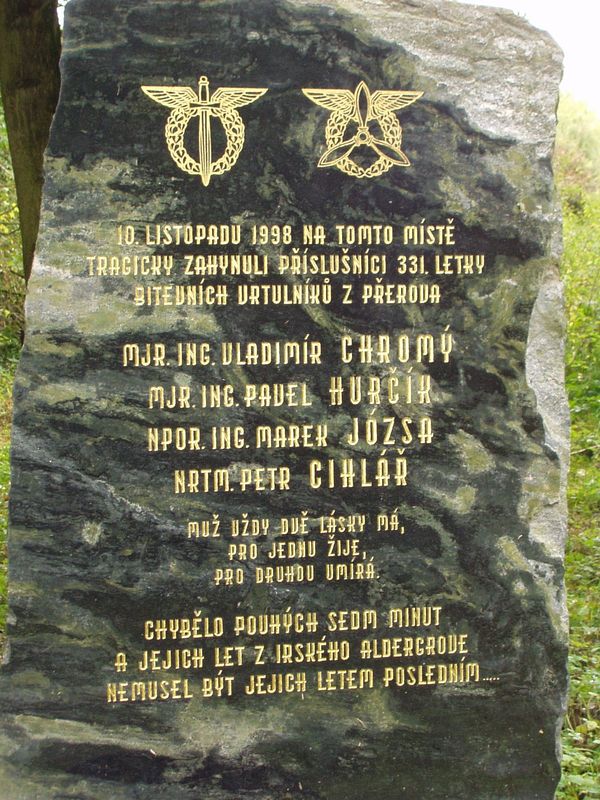 10. LISTOPADU 1998 NA TOMTO MÍSTĚ
TRAGICKY ZAHYNULI PŘÍSLUŠNÍCI 331. LETKY
BITEVNÍCH VRTULNÍKŮ Z PŘEROVA
MJR. ING. VLADIMÍR CHROMÝ
MJR. ING. PAVEL HURČÍK
NPOR. ING. MAREK JÓZSA
NRTM. PETR CIHLÁŘ
MUŽ VŽDY DVĚ LÁSKY MÁ,
PRO JEDNU ŽIJE,
PRO DRUHOU UMÍRÁ.
CHYBĚLO POUHÝCH SEDM MINUT
A JEJICH LET Z IRSKÉHO ALDERGROVE
NEMUSEL BÝT JEJICH LETEM POSLEDNÍM.....